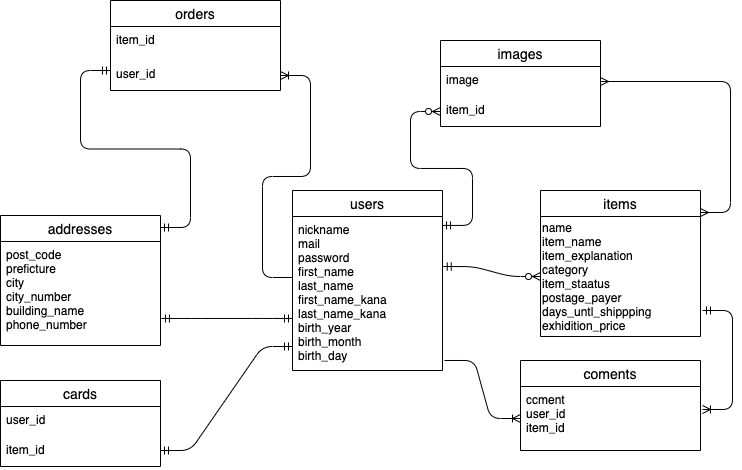 orders
item_id
user_id
images
image
item_id
users
nickname
mail
password
first_name
last_name
first_name_kana
last_name_kana
birth_year
birth_month
birth_day
items
name
item_name
item_explanation
category
item_staatus
postage_payer
days_untl_shippping
exhidition_price
addresses
post_code
preficture
city
city_number
building_name
phone_number
coments
ccment
user_id
item_id
cards
user_id
item_id